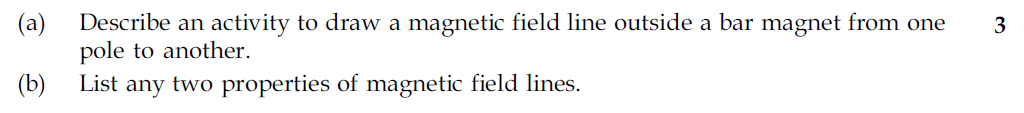 (a) Describe an activity to draw a magnetic field line outside a bar magnet from one 3
pole to another.
(b) List any two properties of magnetic field lines.